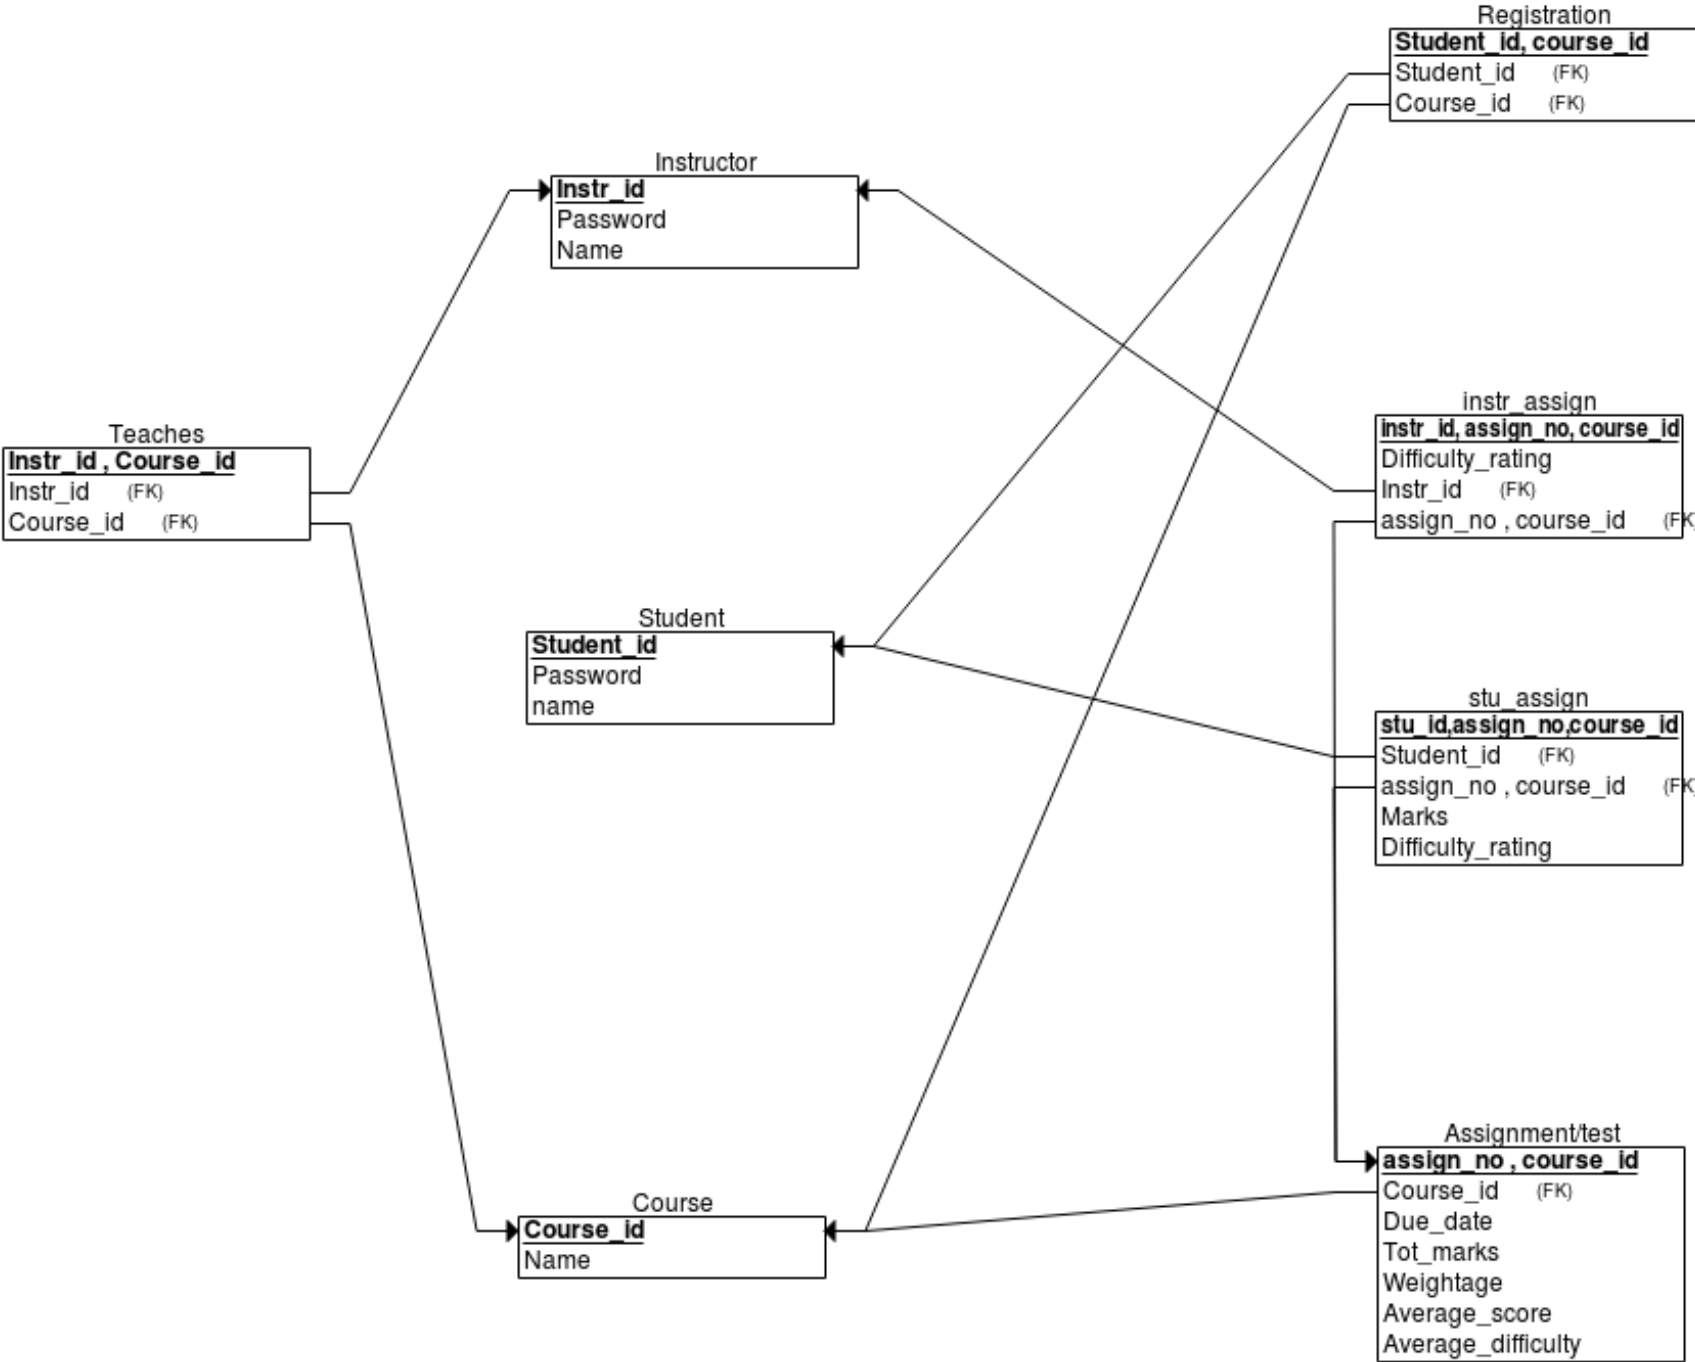 Registration
Student_id, course_id
Student_id (FK)
Course_id (FK)
Instructor
Instr_id
Password
Name
instr_assign
instr_id, assign_no, course_id
Difficulty_rating
Instr_id (FK)
assign_no , course_id (FK)
Teaches
Instr_id , Course_id
Instr_id (FK)
Course_id (FK)
Student
Student_id
Password
name
stu_assign
stu_id,assign_no,course_id
Student_id (FK)
assign_no , course_id (FK)
Marks
Difficulty_rating
Assignment/test
assign_no , course_id
Course_id (FK)
Due_date
Tot_marks
Weightage
Average_score
Average_difficulty
Course
Course_id
Name